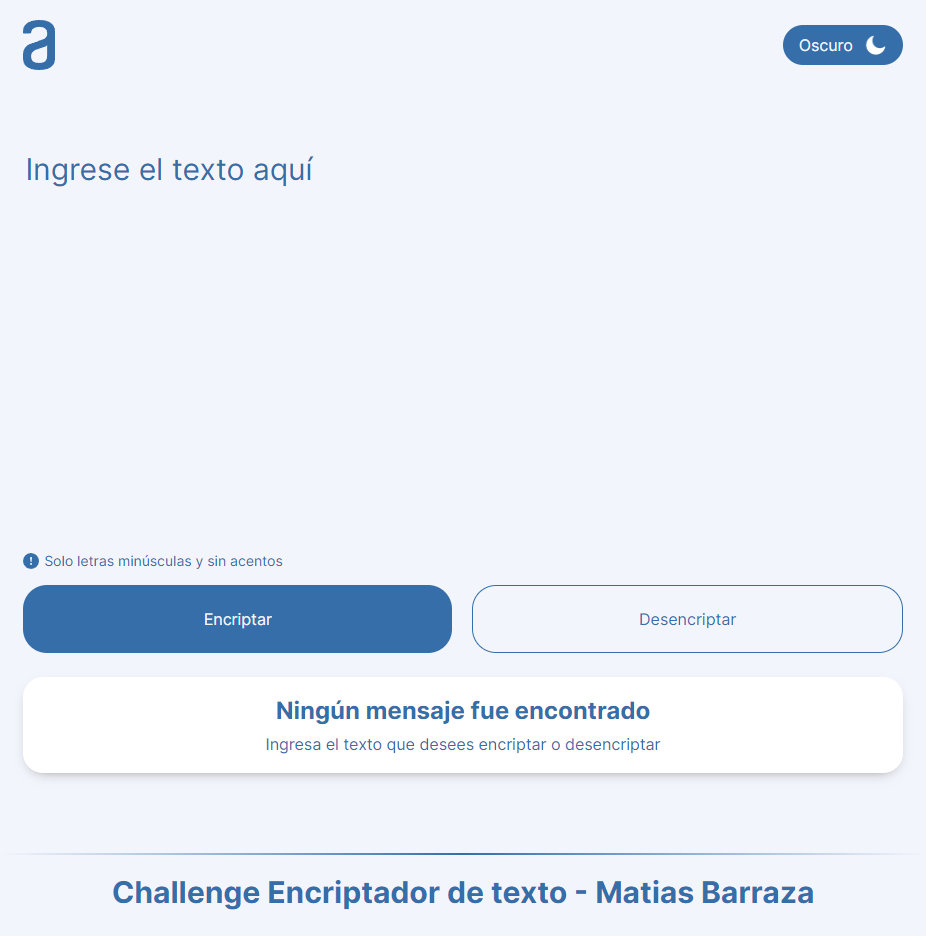 a
Oscuro
Ingrese el texto aquí
! Solo letras minúsculas y sin acentos
Encriptar
Desencriptar
Ningún mensaje fue encontrado
Ingresa el texto que desees encriptar o desencriptar
Challenge Encriptador de texto - Matias Barraza